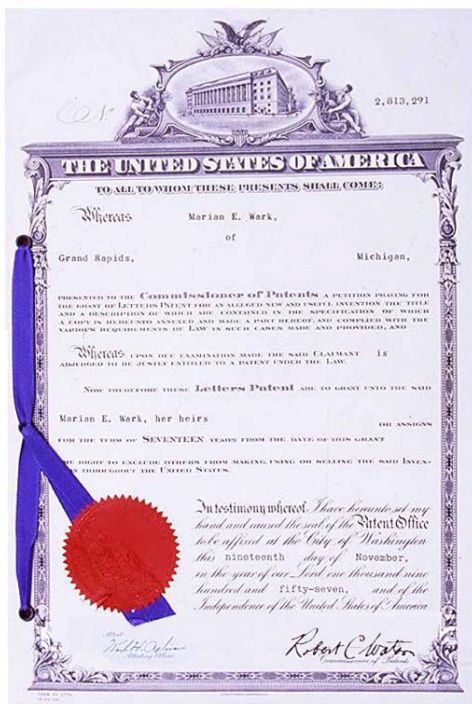 2,813,291
THE UNITED STATES OF AMERICA
TO ALL TO WHOM THESE PRESENTS SHALL COME:
Whereas Marian E. Wark,
of
Grand Rapids, Michigan,
PRESENTED TO THE Commissioner of Patents A PETITION PRAYING FOR
THE GRANT OF LETTERS PATENT FOR AN ALLEGED NEW AND USEFUL INVENTION THE TITLE
AND A DESCRIPTION OF WHICH ARE CONTAINED IN THE SPECIFICATION OF WHICH
A COPY IS HEREUNTO ANNEXED AND MADE A PART HEREOF, AND COMPLIED WITH THE
VARIOUS REQUIREMENTS OF LAW IN SUCH CASES MADE AND PROVIDED, AND
Whereas UPON DUE EXAMINATION MADE THE SAID CLAIMANT is
ADJUDGED TO BE JUSTLY ENTITLED TO A PATENT UNDER THE LAW.
NOW THEREFORE THESE Letters Patent ARE TO GRANT UNTO THE SAID
Marian E. Wark, her heirs
OR ASSIGNS
FOR THE TERM OF SEVENTEEN YEARS FROM THE DATE OF THIS GRANT
THE RIGHT TO EXCLUDE OTHERS FROM MAKING, USING OR SELLING THE SAID INVEN-
TION THROUGHOUT THE UNITED STATES.
In testimony whereof, I have hereunto set my
hand and caused the seal of the Patent Office
to be affixed at the City of Washington
this nineteenth day of November,
in the year of our Lord one thousand nine
hundred and fifty-seven, and of the
Independence of the United States of America
Attest
Attesting Officer
Robert C Watson
Commissioner of Patents